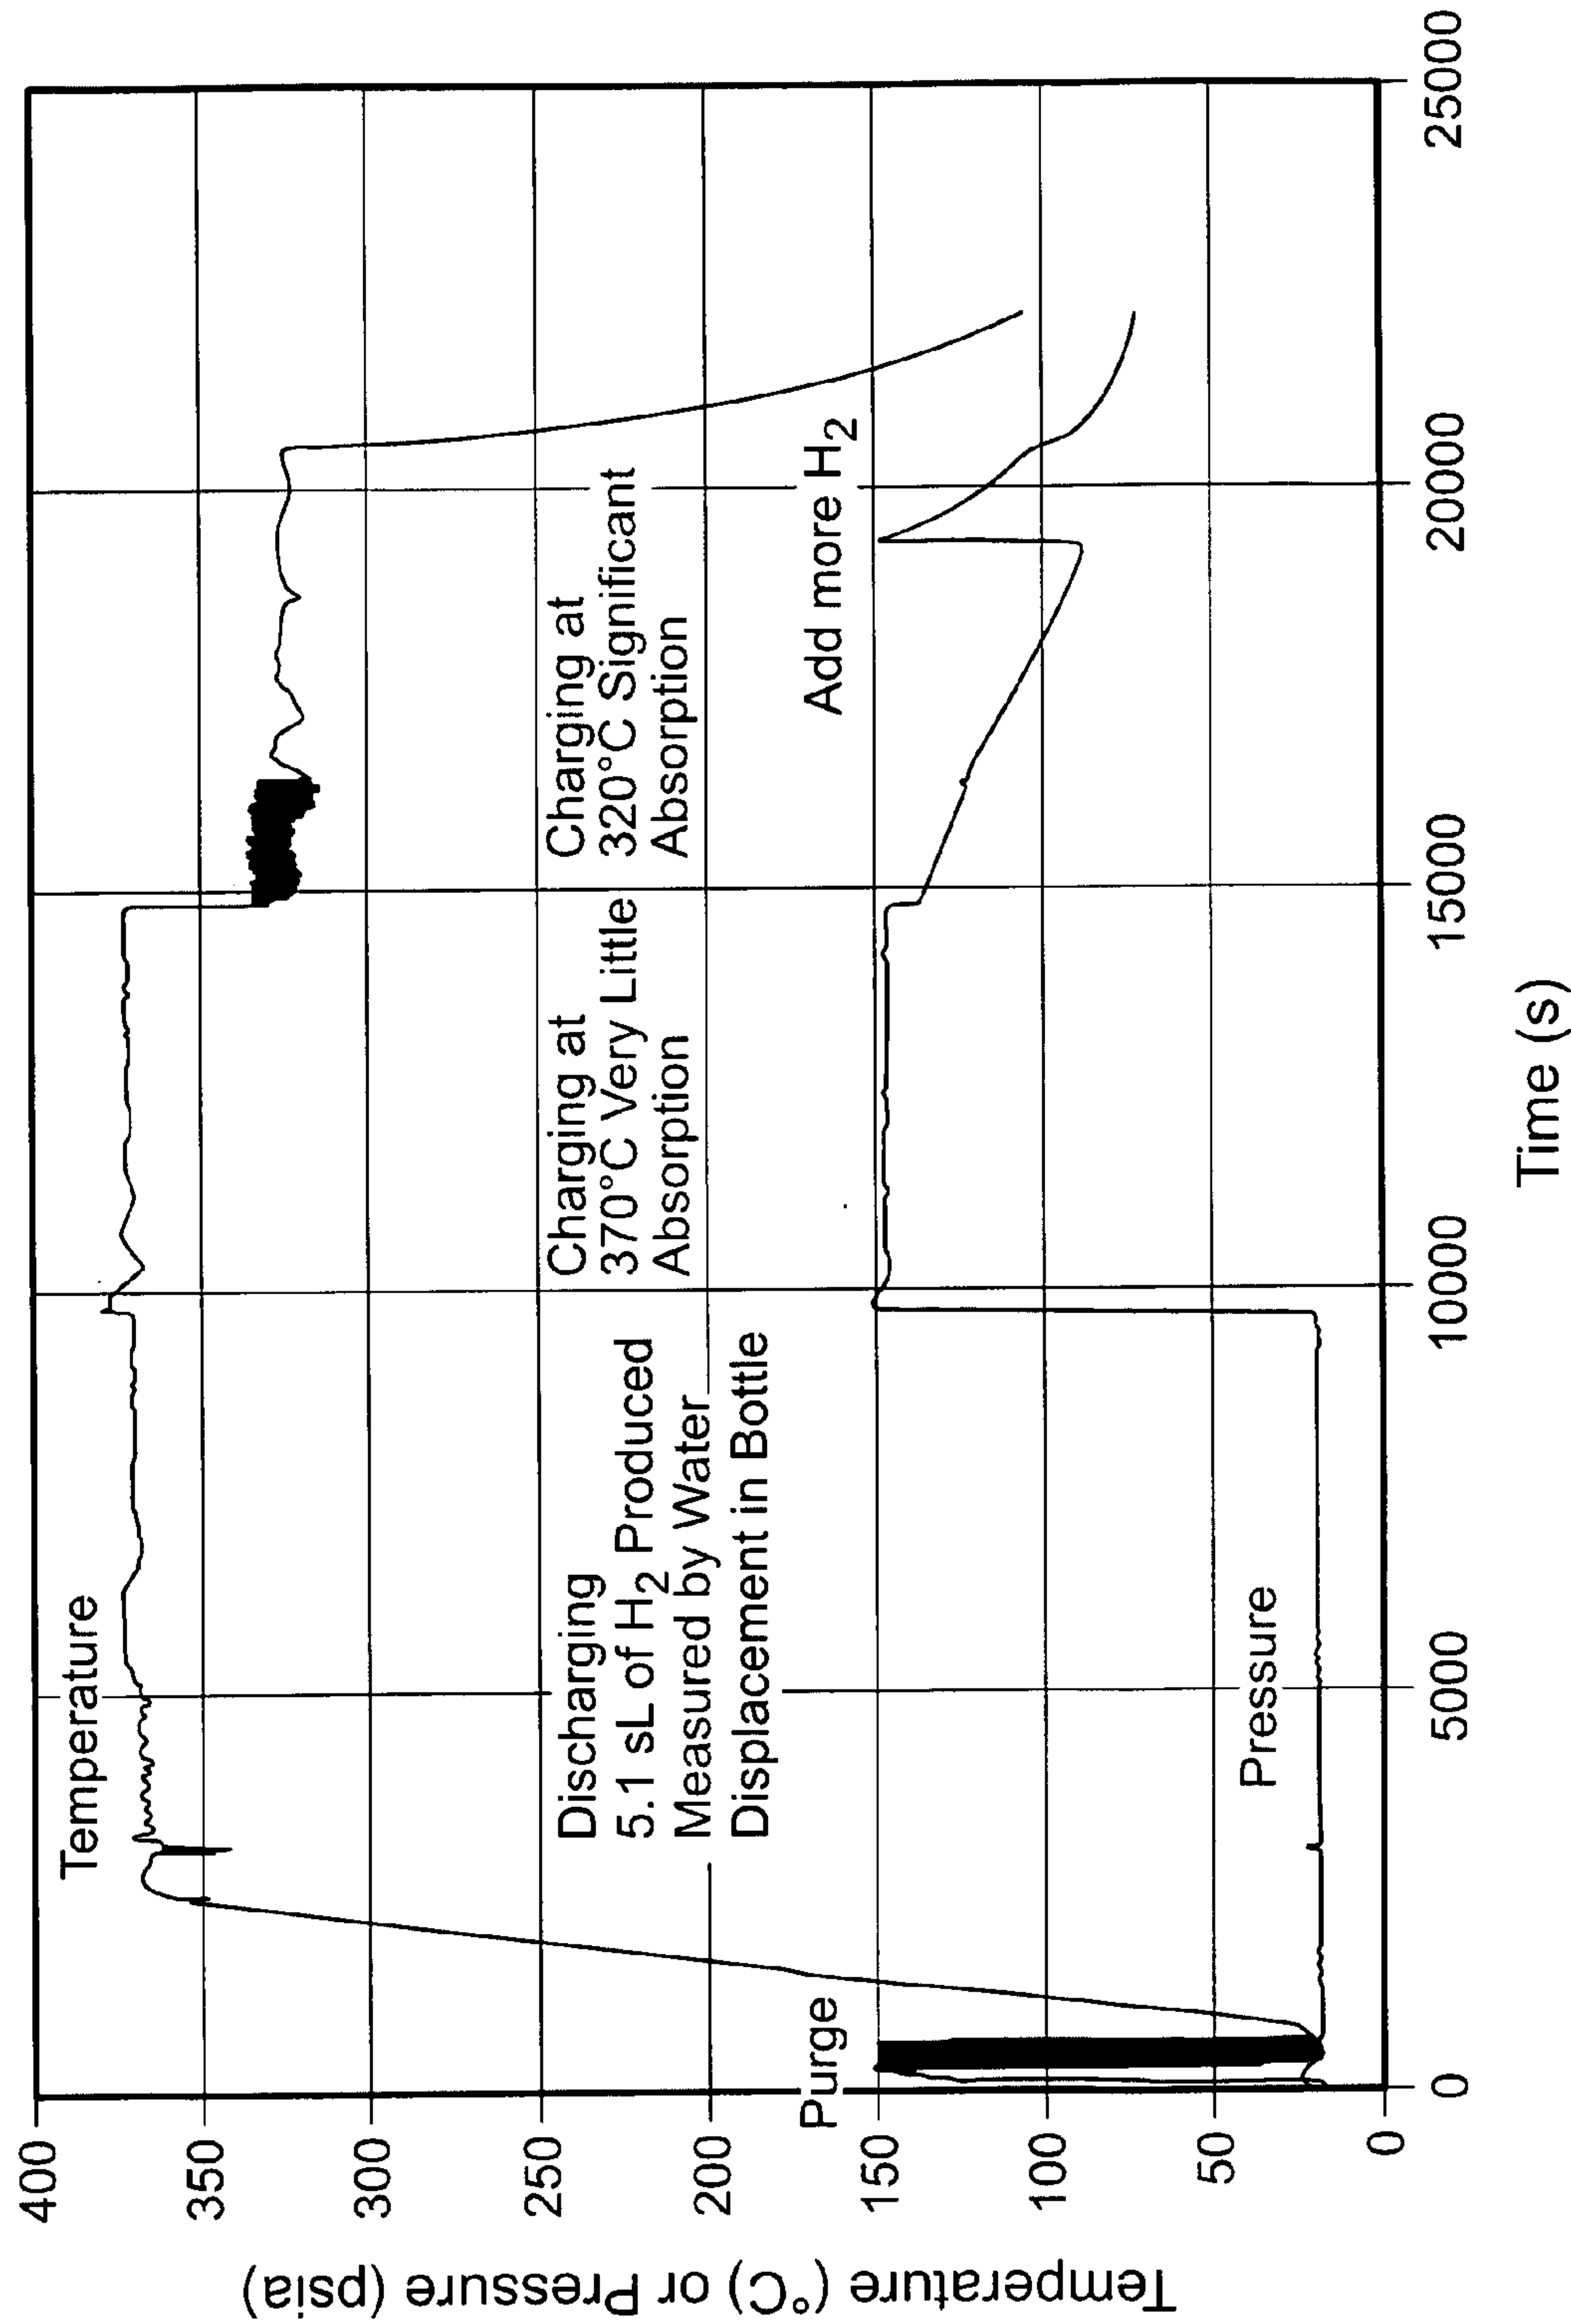 Temperature (°C) or Pressure (psia)
400
350
300
250
200
150
100
50
0
Temperature
Purge
Discharging
5.1 sL of H2 Produced
Measured by Water
Displacement in Bottle
Charging at
370°C Very Little
Absorption
Charging at
320°C Significant
Absorption
Add more H2
Pressure
0
5000
10000
15000
20000
25000
Time (s)